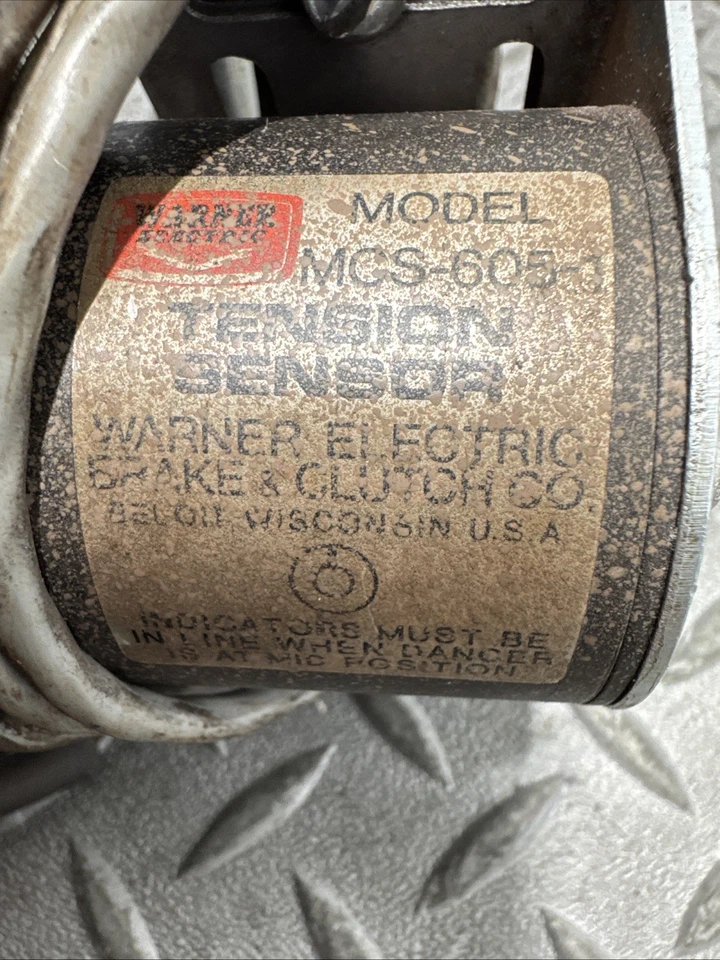 WARNER
ELECTRIC
MODEL
MCS-605-1
TENSION
SENSOR
WARNER ELECTRIC
BRAKE & CLUTCH CO.
BELOIT, WISCONSIN U.S.A
INDICATORS MUST BE
IN LINE WHEN DANCER
IS AT MID POSITION